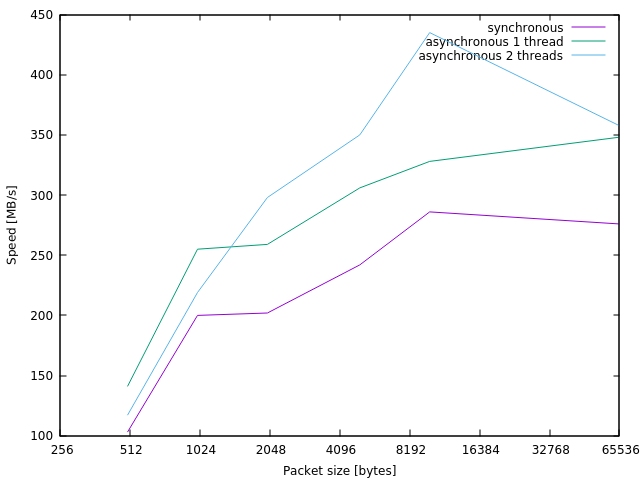 450
400
350
300
250
200
150
100
Speed [MB/s]
synchronous
asynchronous 1 thread
asynchronous 2 threads
256 512 1024 2048 4096 8192 16384 32768 65536
Packet size [bytes]